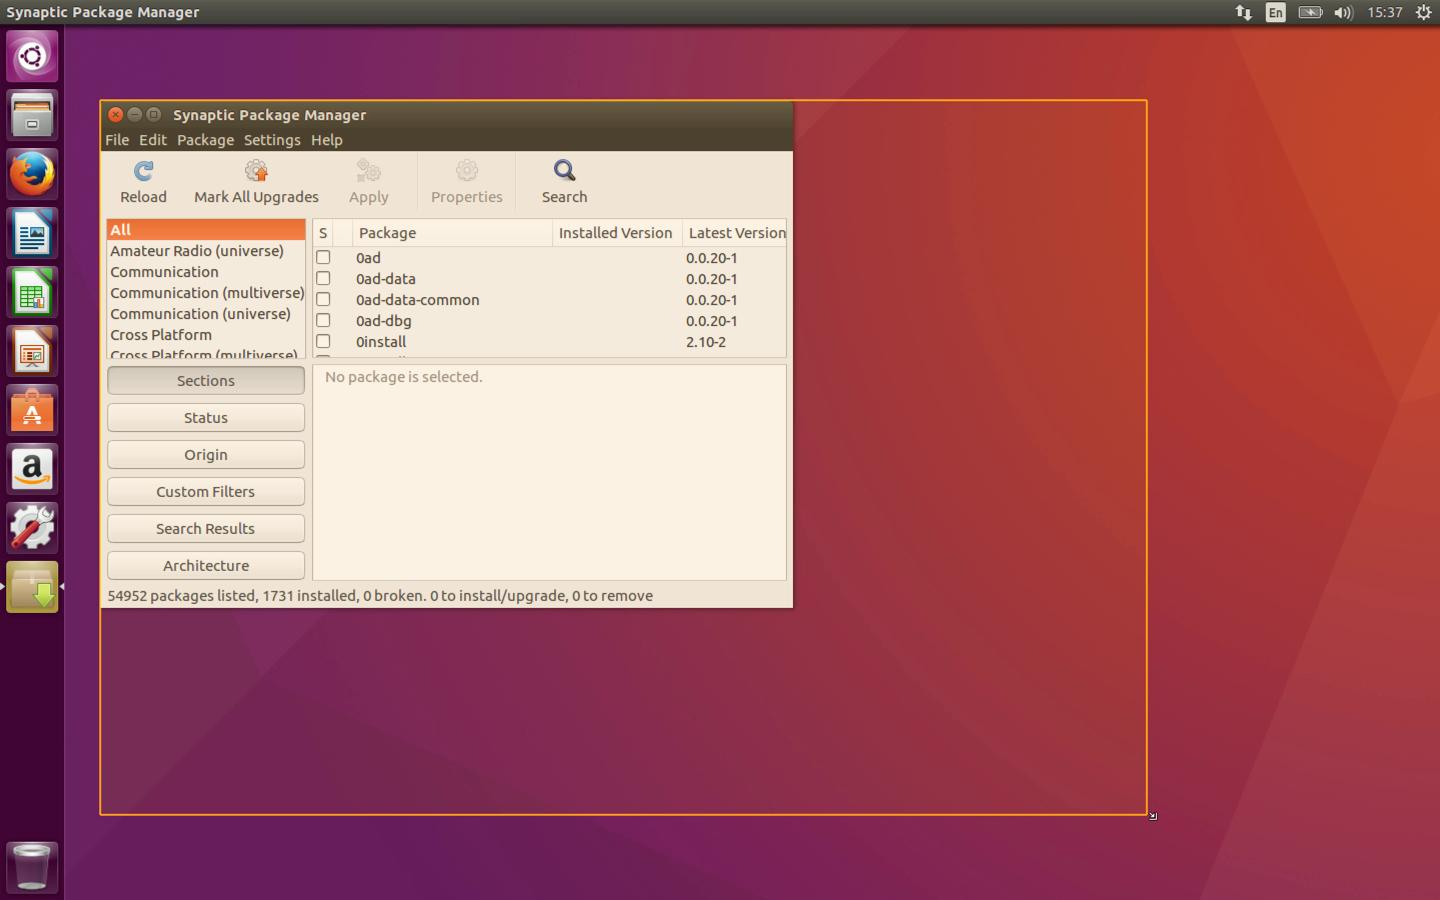 Synaptic Package Manager
En
15:37
Synaptic Package Manager
File Edit Package Settings Help
Reload Mark All Upgrades Apply Properties Search
All
Amateur Radio (universe)
Communication
Communication (multiverse)
Communication (universe)
Cross Platform
Cross Platform (multiverse)
S Package Installed Version Latest Version
0ad 0.0.20-1
0ad-data 0.0.20-1
0ad-data-common 0.0.20-1
0ad-dbg 0.0.20-1
0install 2.10-2
Sections
Status
Origin
Custom Filters
Search Results
Architecture
No package is selected.
54952 packages listed, 1731 installed, 0 broken. 0 to install/upgrade, 0 to remove